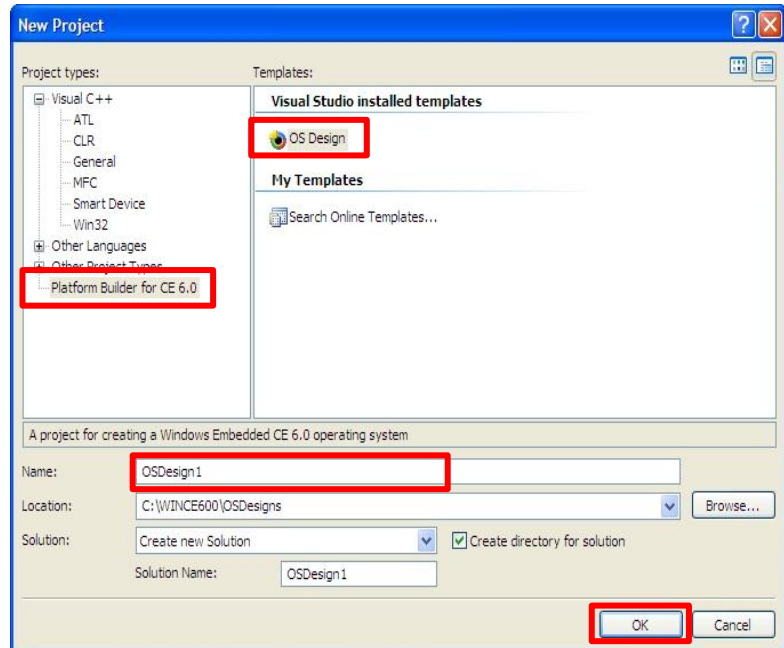 New Project
Project types:
Templates:
Visual C++
ATL
CLR
General
MFC
Smart Device
Win32
Other Languages
Other Project Types
Platform Builder for CE 6.0
Visual Studio installed templates
OS Design
My Templates
Search Online Templates...
A project for creating a Windows Embedded CE 6.0 operating system
Name:
OSDesign1
Location:
C:\WINCE600\OSDesigns
Browse...
Solution:
Create new Solution
Create directory for solution
Solution Name:
OSDesign1
OK
Cancel